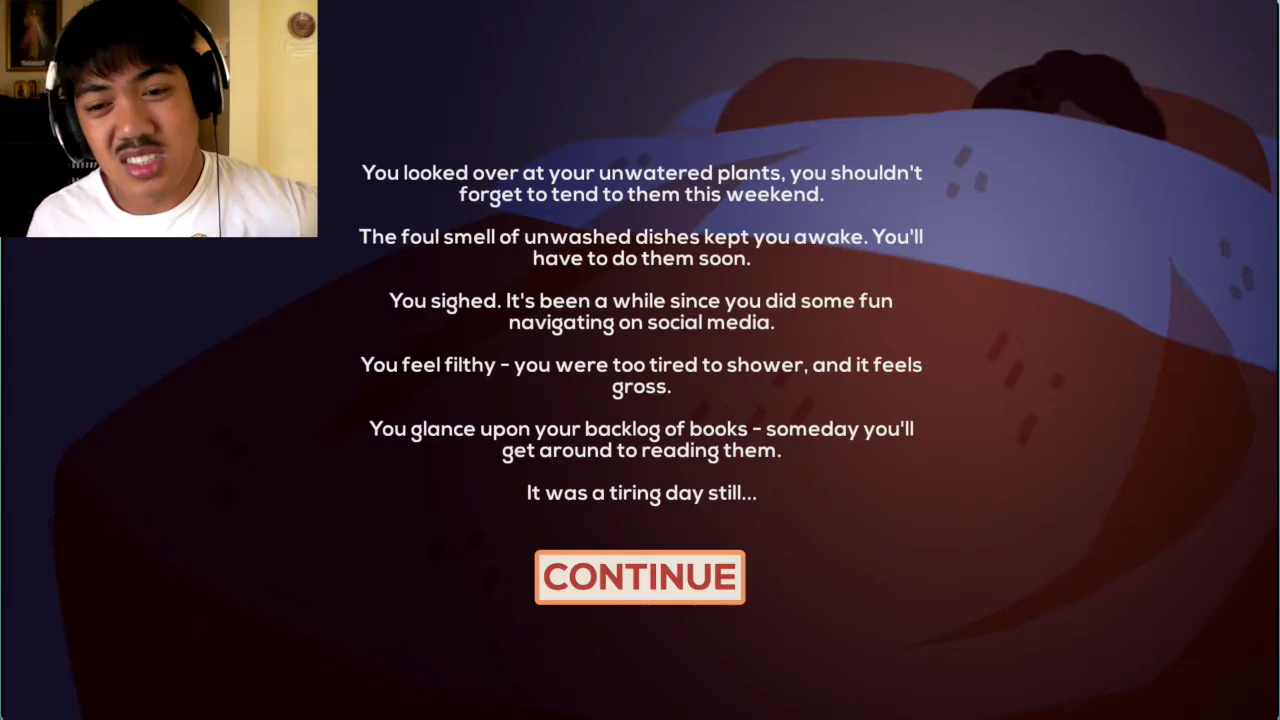 You looked over at your unwatered plants, you shouldn't
forget to tend to them this weekend.
The foul smell of unwashed dishes kept you awake. You'll
have to do them soon.
You sighed. It's been a while since you did some fun
navigating on social media.
You feel filthy - you were too tired to shower, and it feels
gross.
You glance upon your backlog of books - someday you'll
get around to reading them.
It was a tiring day still...
CONTINUE